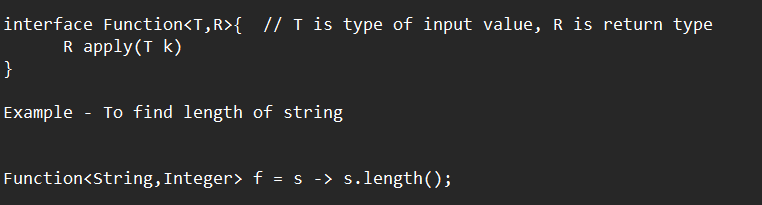 interface Function<T,R>{  // T is type of input value, R is return type
      R apply(T k)
}
Example - To find length of string
Function<String,Integer> f = s -> s.length();